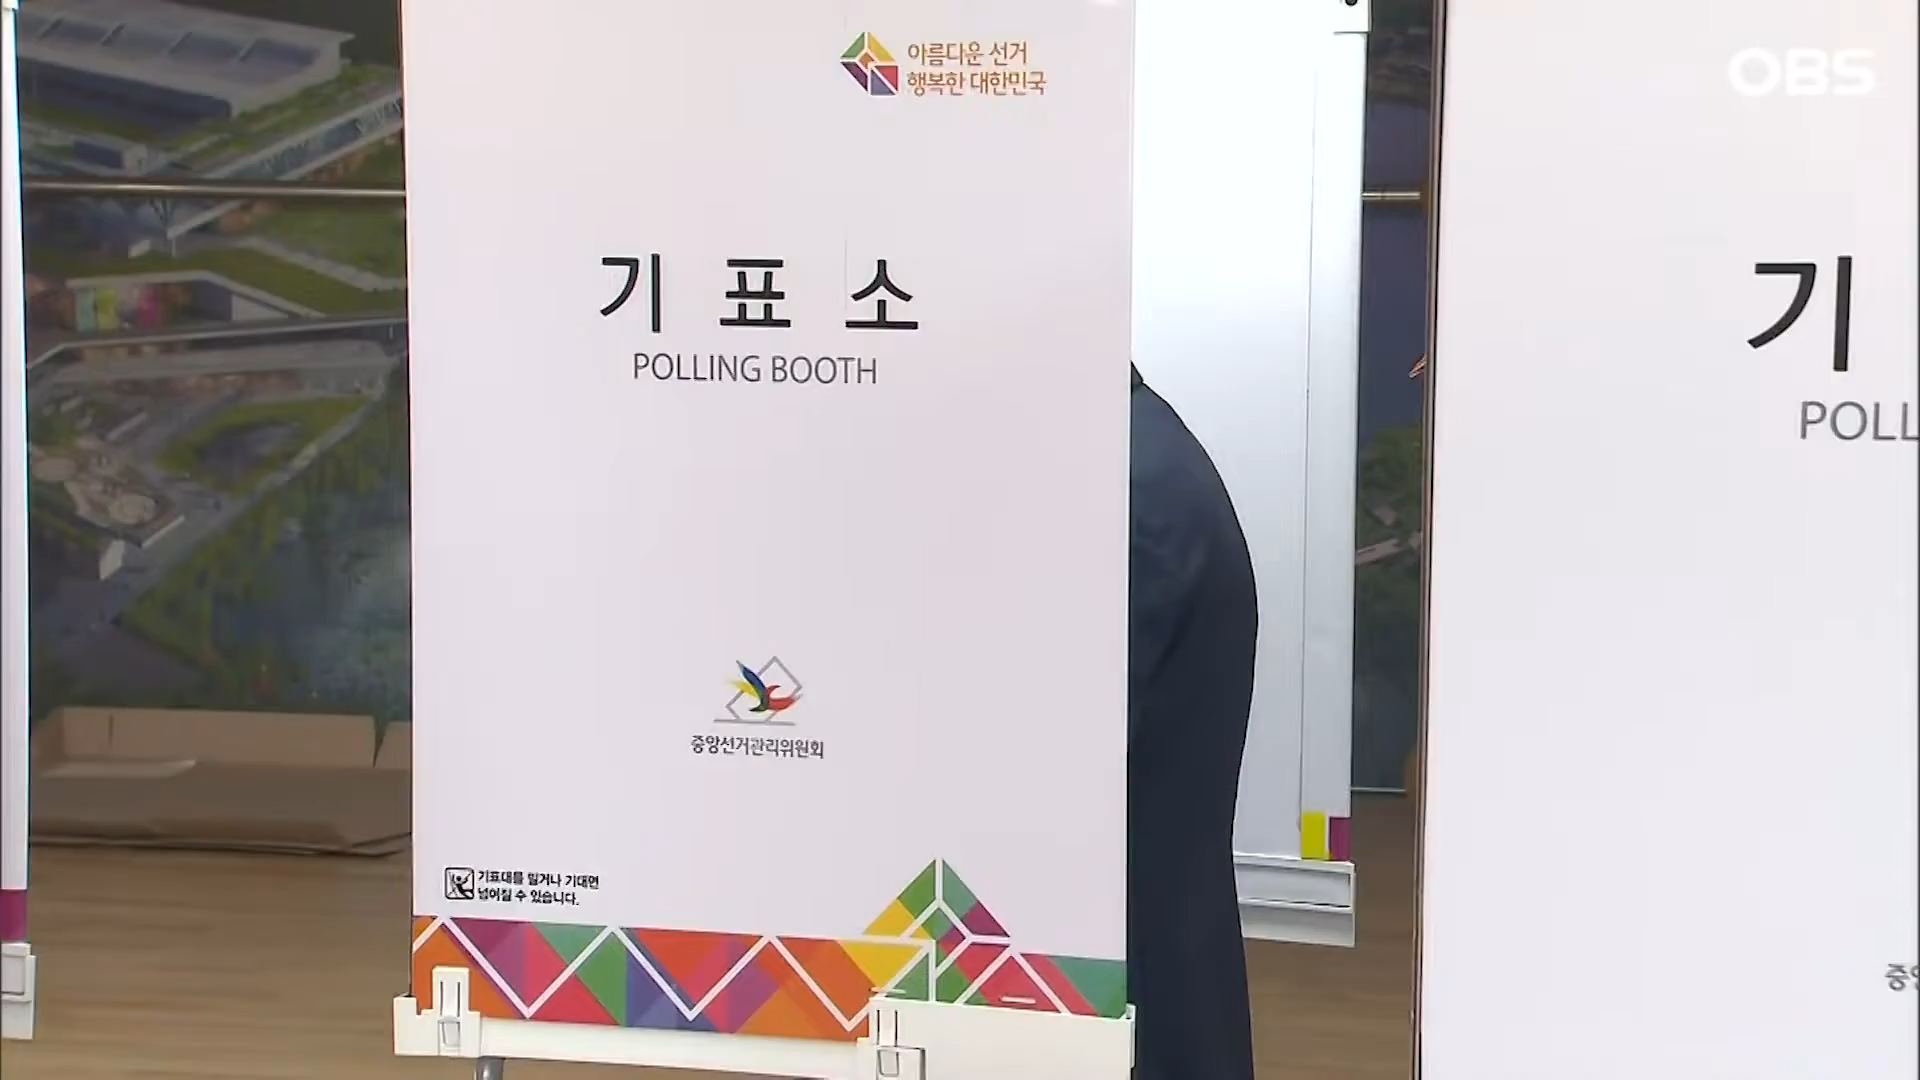 아름다운 선거
행복한 대한민국
OBS
기표소
POLLING BOOTH
중앙선거관리위원회
기표대를 밀거나 기대면
넘어질 수 있습니다.
기
POLL
중